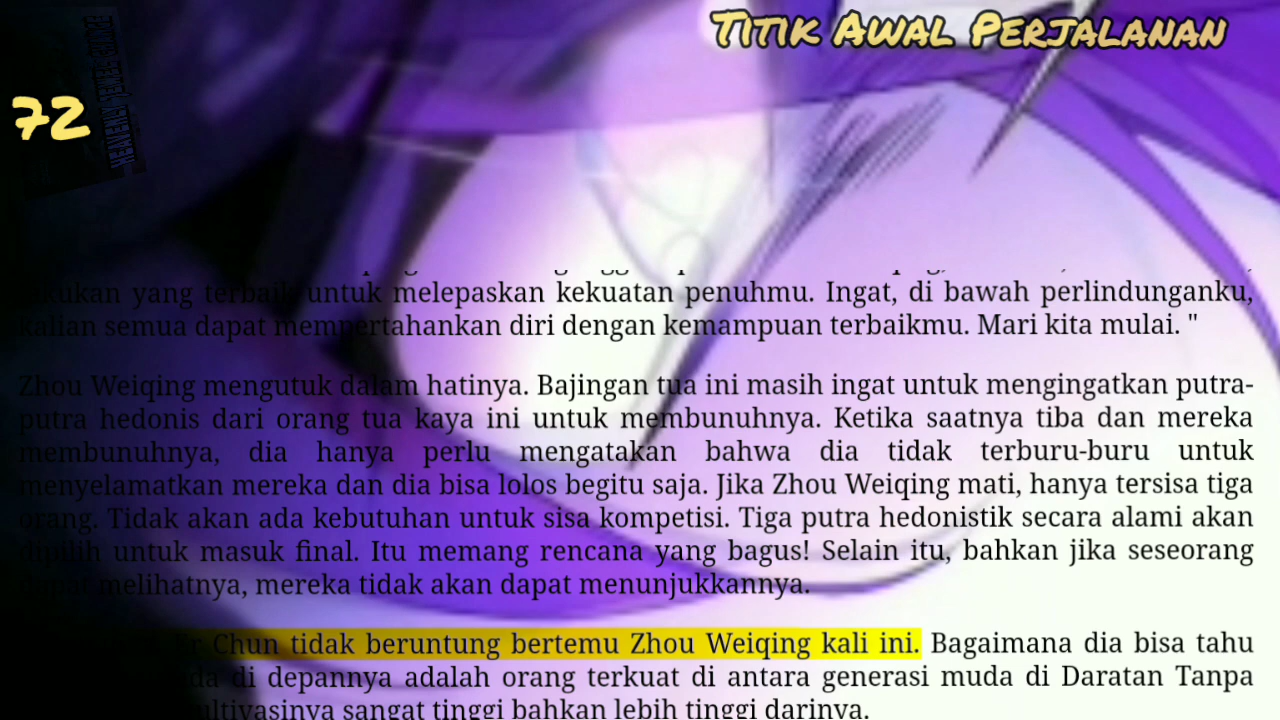 Titik Awal Perjalanan
72
HEAVENLY JEWEL
yang terbaik untuk melepaskan kekuatan penuhmu. Ingat, di bawah perlindunganku,
kalian semua dapat mempertahankan diri dengan kemampuan terbaikmu. Mari kita mulai. "
Zhou Weiqing mengutuk dalam hatinya. Bajingan tua ini masih ingat untuk mengingatkan putra-
putra hedonis dari orang tua kaya ini untuk membunuhnya. Ketika saatnya tiba dan mereka
membunuhnya, dia hanya perlu mengatakan bahwa dia tidak terburu-buru untuk
menyelamatkan mereka dan dia bisa lolos begitu saja. Jika Zhou Weiqing mati, hanya tersisa tiga
orang. Tidak akan ada kebutuhan untuk sisa kompetisi. Tiga putra hedonistik secara alami akan
dipilih untuk masuk final. Itu memang rencana yang bagus! Selain itu, bahkan jika seseorang
dapat melihatnya, mereka tidak akan dapat menunjukkannya.
Er Chun tidak beruntung bertemu Zhou Weiqing kali ini. Bagaimana dia bisa tahu
di depannya adalah orang terkuat di antara generasi muda di Daratan Tanpa
sangat tinggi bahkan lebih tinggi darinya.